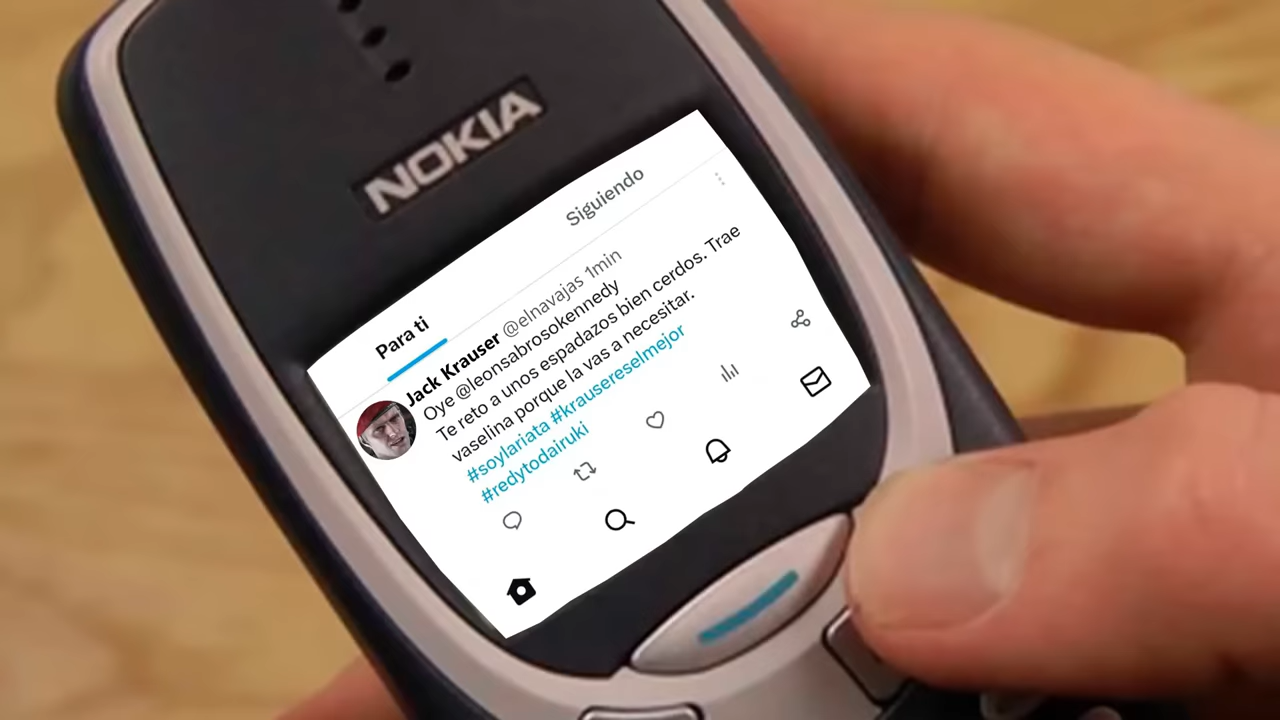 NOKIA
Para ti
Siguiendo
Jack Krauser @elnavajas 1min
Oye @leonsabrosokennedy
Te reto a unos espadazos bien cerdos. Trae
vaselina porque la vas a necesitar.
#soylariata #krausereselmejor
#redytodairuki